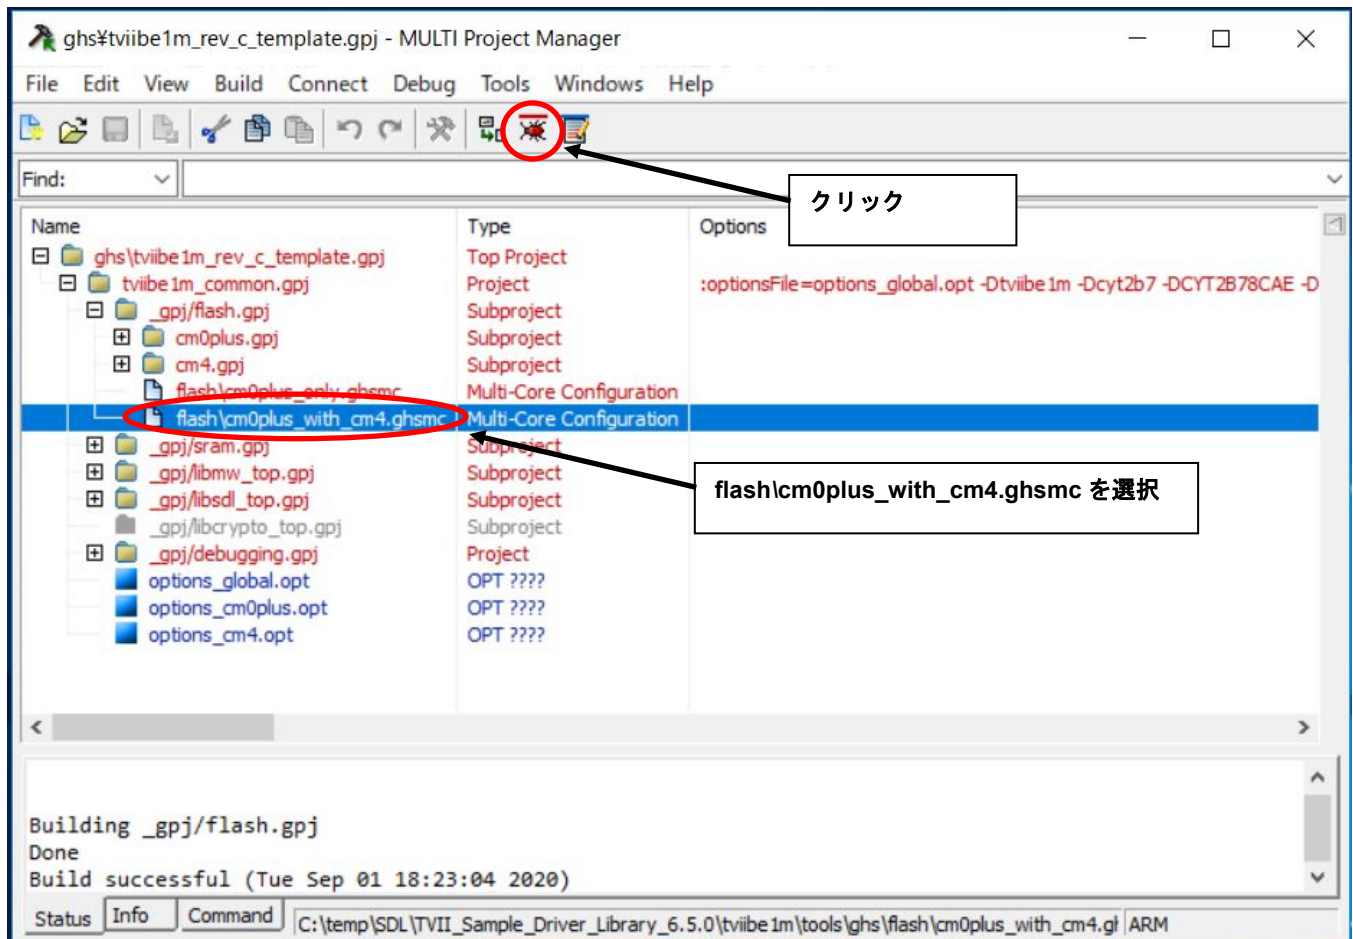 ghs¥tviibe1m_rev_c_template.gpj - MULTI Project Manager
File Edit View Build Connect Debug Tools Windows Help
Find:
クリック
Name Type Options
ghs\tviibe1m_rev_c_template.gpj Top Project
tviibe1m_common.gpj Project :optionsFile=options_global.opt -Dtviibe1m -Dcyt2b7 -DCYT2B78CAE -D
_gpj/flash.gpj Subproject
cm0plus.gpj Subproject
cm4.gpj Subproject
flash\cm0plus_only.ghsmc Multi-Core Configuration
flash\cm0plus_with_cm4.ghsmc Multi-Core Configuration
_gpj/sram.gpj Subproject
_gpj/libmw_top.gpj Subproject
flash\cm0plus_with_cm4.ghsmc を選択
_gpj/libsdl_top.gpj Subproject
_gpj/libcrypto_top.gpj Subproject
_gpj/debugging.gpj Project
options_global.opt OPT ????
options_cm0plus.opt OPT ????
options_cm4.opt OPT ????
Building _gpj/flash.gpj
Done
Build successful (Tue Sep 01 18:23:04 2020)
Status Info Command C:\temp\SDL\TVII_Sample_Driver_Library_6.5.0\tviibe1m\tools\ghs\flash\cm0plus_with_cm4.gh ARM